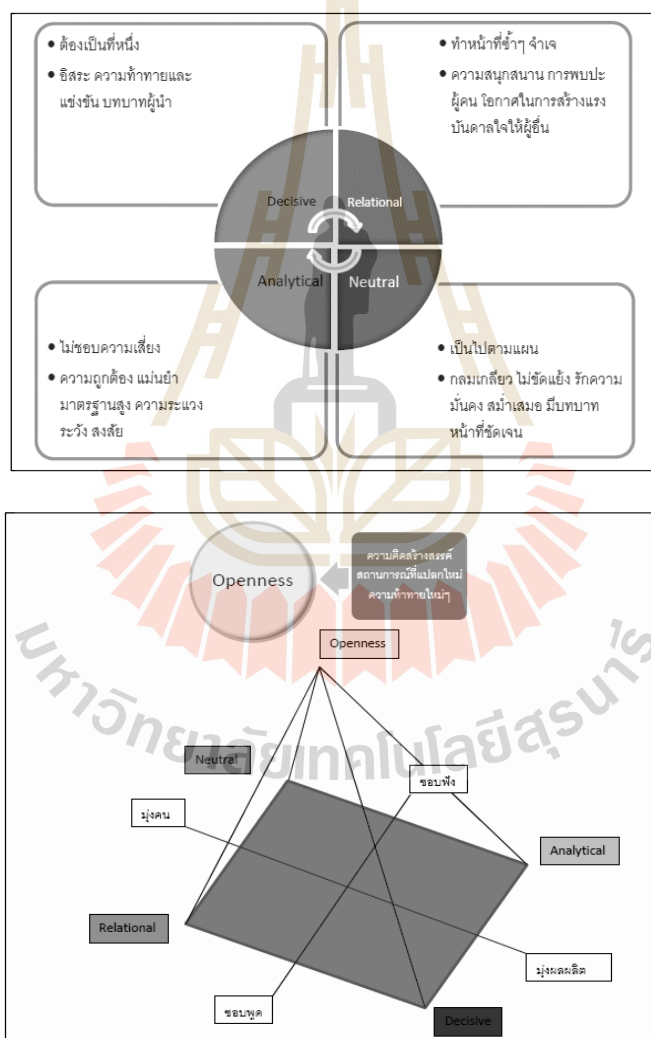 • ต้องเป็นที่หนึ่ง
• อิสระ ความท้าทายและ
แข่งขัน บทบาทผู้นำ
• ทำหน้าที่ซ้ำๆ จำเจ
• ความสนุกสนาน การพบปะ
ผู้คน โอกาสในการสร้างแรง
บันดาลใจให้ผู้อื่น
Decisive
Relational
Analytical
Neutral
• ไม่ชอบความเสี่ยง
• ความถูกต้อง แม่นยำ
มาตรฐานสูง ความระแวง
ระวัง สงสัย
• เป็นไปตามแผน
• กลมเกลียว ไม่ขัดแย้ง รักความ
มั่นคง สม่ำเสมอ มีบทบาท
หน้าที่ชัดเจน
Openness
ความคิดสร้างสรรค์
สถานการณ์ที่แปลกใหม่
ความท้าทายใหม่ๆ
Openness
Neutral
ชอบฟัง
มุ่งคน
Analytical
Relational
มุ่งผลผลิต
ชอบพูด
Decisive
มหาวิทยาลัยเทคโนโลยีสุรนารี